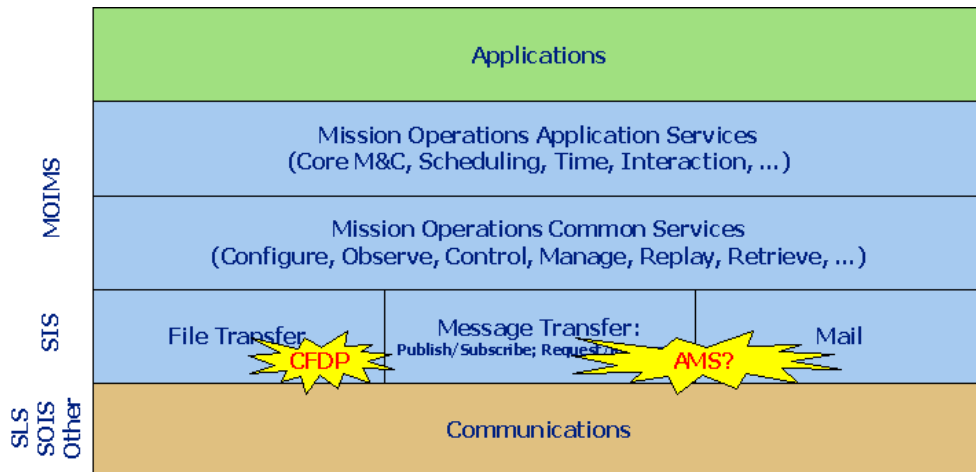 Applications
MOIMS
Mission Operations Application Services
(Core M&C, Scheduling, Time, Interaction, ...)
Mission Operations Common Services
(Configure, Observe, Control, Manage, Replay, Retrieve, ...)
SIS
File Transfer
CFDP
Message Transfer:
Publish/Subscribe; Request/
AMS?
Mail
SLS
SOIS
Other
Communications